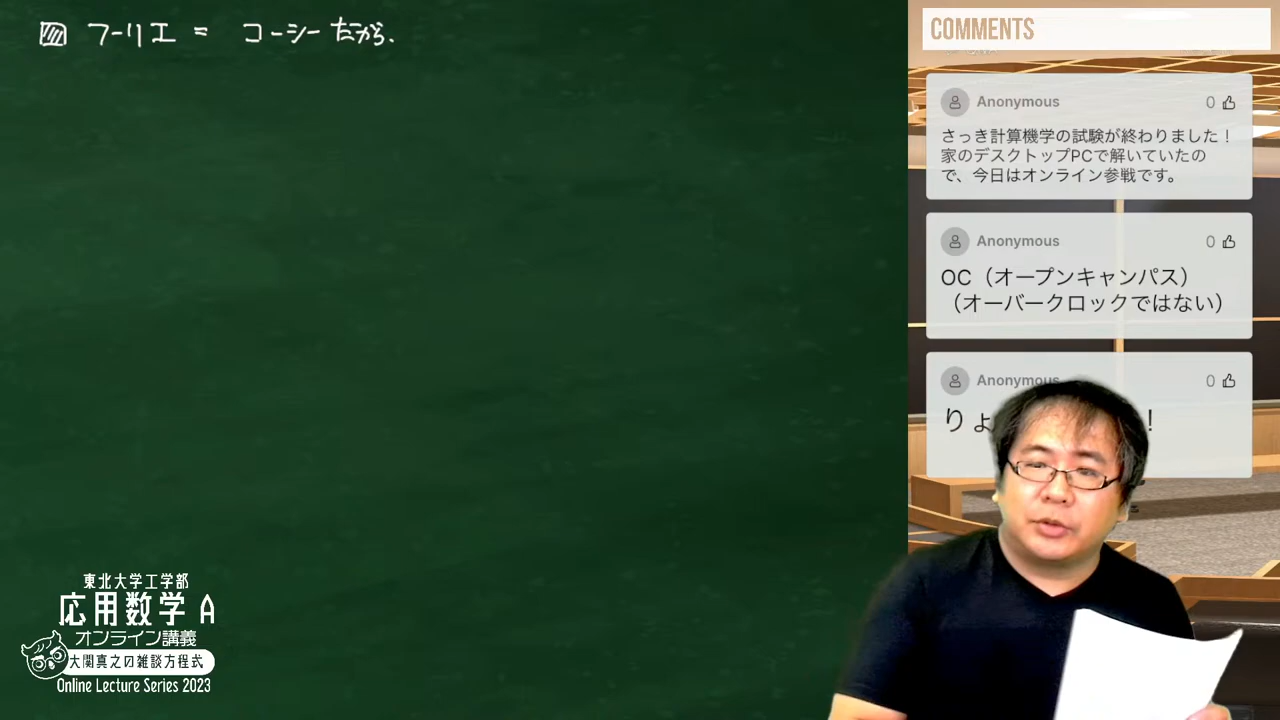 フーリエ = コーシーだから.
COMMENTS
Anonymous
0
さっき計算機学の試験が終わりました！
家のデスクトップPCで解いていたの
で、今日はオンライン参戦です。
Anonymous
0
OC（オープンキャンパス）
（オーバークロックではない）
Anonymous
0
りょ
！
東北大学工学部
応用数学 A
オンライン講義
大関真之の雑談方程式
Online Lecture Series 2023